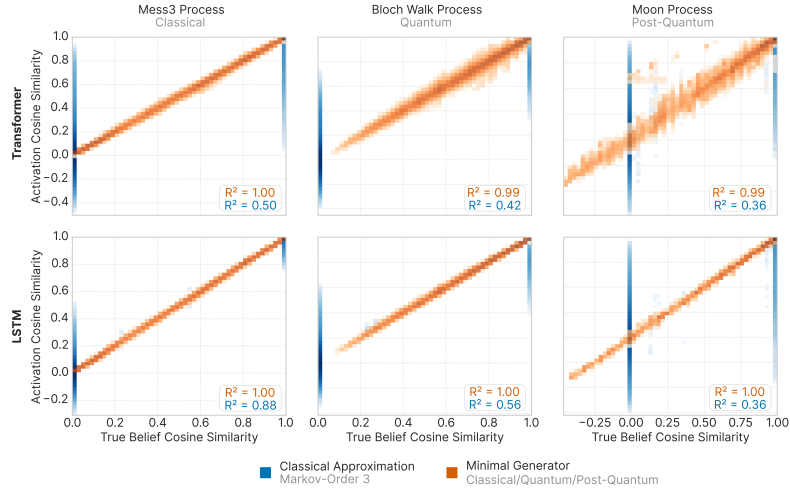 Mess3 Process
Classical
Bloch Walk Process
Quantum
Moon Process
Post-Quantum
Transformer
Activation Cosine Similarity
1.0
0.8
0.6
0.4
0.2
0.0
−0.2
−0.4
R² = 1.00
R² = 0.50
R² = 0.99
R² = 0.42
R² = 0.99
R² = 0.36
LSTM
Activation Cosine Similarity
1.0
0.8
0.6
0.4
0.2
0.0
−0.2
R² = 1.00
R² = 0.88
R² = 1.00
R² = 0.56
R² = 1.00
R² = 0.36
0.0 0.2 0.4 0.6 0.8 1.0
0.0 0.2 0.4 0.6 0.8 1.0
−0.25 0.00 0.25 0.50 0.75 1.00
True Belief Cosine Similarity
True Belief Cosine Similarity
True Belief Cosine Similarity
Classical Approximation
Markov-Order 3
Minimal Generator
Classical/Quantum/Post-Quantum